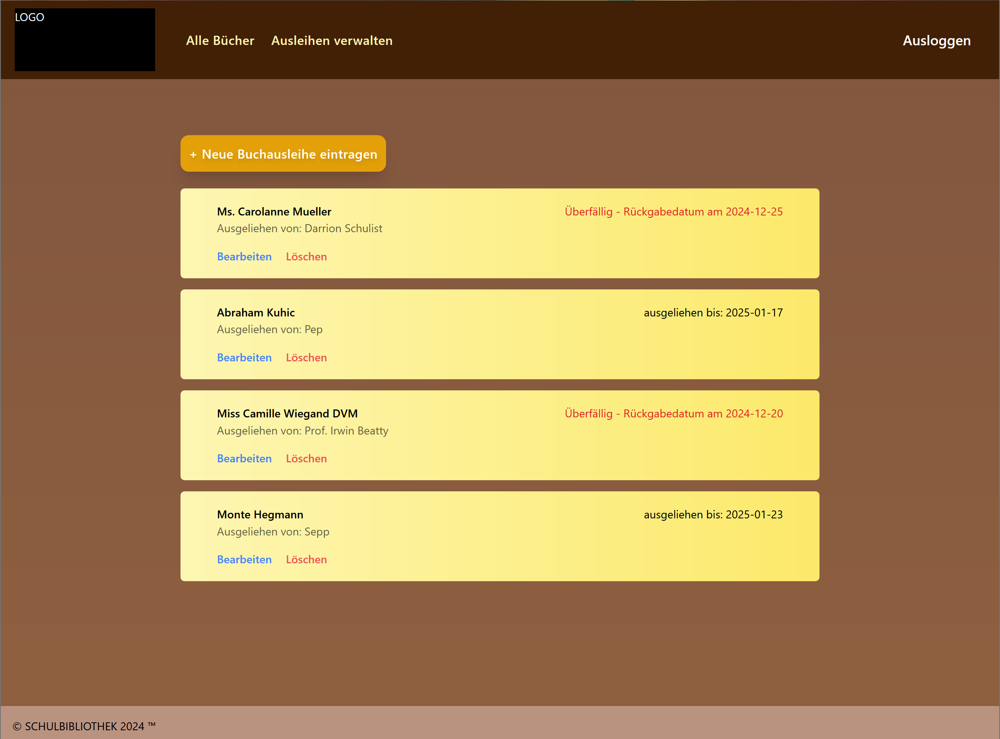 LOGO
Alle Bücher
Ausleihen verwalten
Ausloggen
+ Neue Buchausleihe eintragen
Ms. Carolanne Mueller
Überfällig - Rückgabedatum am 2024-12-25
Ausgeliehen von: Darrion Schulist
Bearbeiten Löschen
Abraham Kuhic
ausgeliehen bis: 2025-01-17
Ausgeliehen von: Pep
Bearbeiten Löschen
Miss Camille Wiegand DVM
Überfällig - Rückgabedatum am 2024-12-20
Ausgeliehen von: Prof. Irwin Beatty
Bearbeiten Löschen
Monte Hegmann
ausgeliehen bis: 2025-01-23
Ausgeliehen von: Sepp
Bearbeiten Löschen
© SCHULBIBLIOTHEK 2024 ™